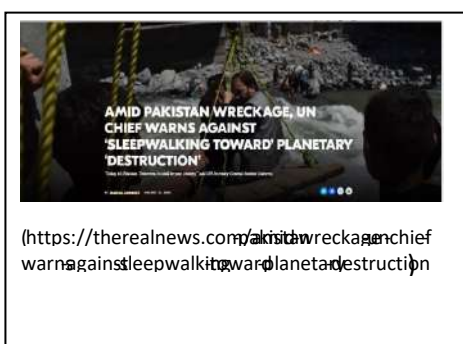 AMID PAKISTAN WRECKAGE, UN
CHIEF WARNS AGAINST
'SLEEPWALKING TOWARD' PLANETARY
'DESTRUCTION'
(https://therealnews.com/amid-pakistan-wreckage-un-chief-
warns-against-sleepwalking-toward-planetary-destruction)